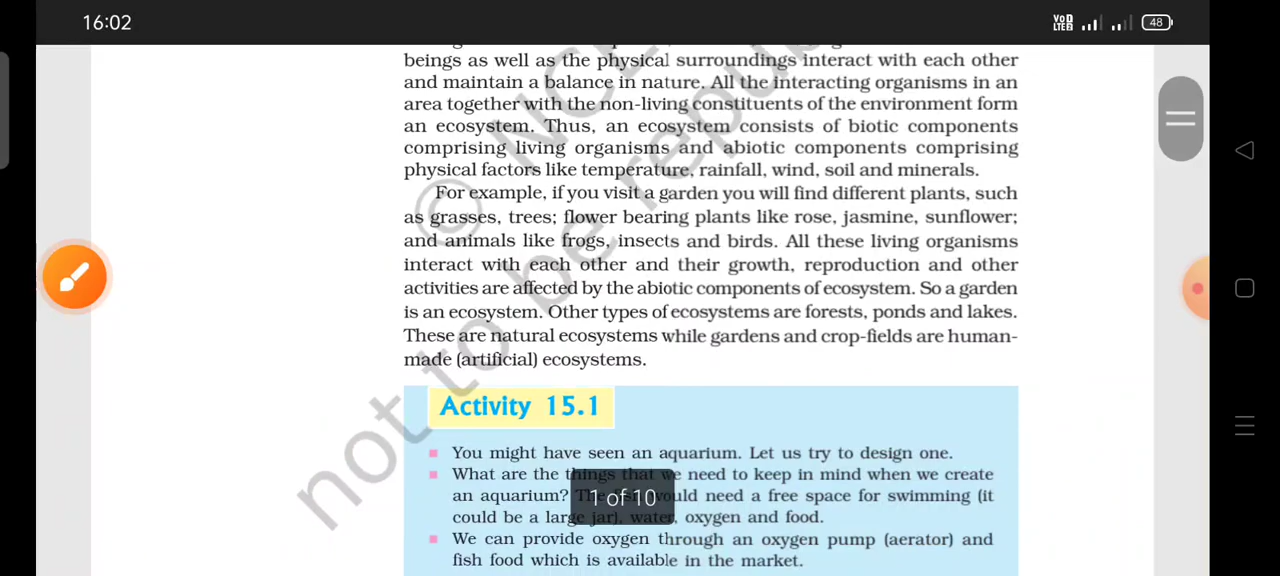 16:02
Vo) LTE2
48
beings as well as the physical surroundings interact with each other
and maintain a balance in nature. All the interacting organisms in an
area together with the non-living constituents of the environment form
an ecosystem. Thus, an ecosystem consists of biotic components
comprising living organisms and abiotic components comprising
physical factors like temperature, rainfall, wind, soil and minerals.
For example, if you visit a garden you will find different plants, such
as grasses, trees; flower bearing plants like rose, jasmine, sunflower;
and animals like frogs, insects and birds. All these living organisms
interact with each other and their growth, reproduction and other
activities are affected by the abiotic components of ecosystem. So a garden
is an ecosystem. Other types of ecosystems are forests, ponds and lakes.
These are natural ecosystems while gardens and crop-fields are human-
made (artificial) ecosystems.
Activity 15.1
You might have seen an aquarium. Let us try to design one.
What are the things that we need to keep in mind when we create
an aquarium? The fish would need a free space for swimming (it
could be a large jar), water, oxygen and food.
We can provide oxygen through an oxygen pump (aerator) and
fish food which is available in the market.
1 of 10
© NCE
not to be repub